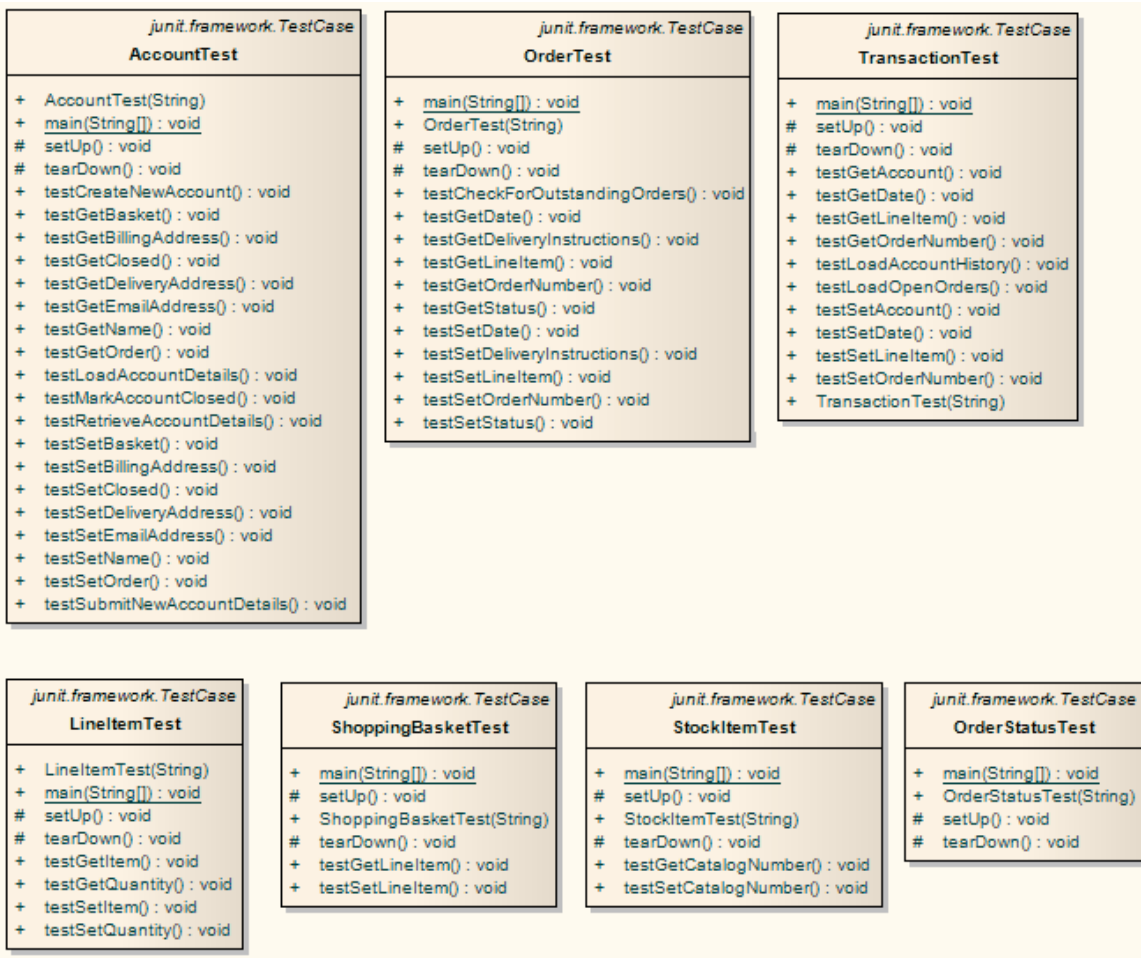 junit.framework.TestCase
AccountTest
+ AccountTest(String)
+ main(String[]) : void
# setUp() : void
# tearDown() : void
+ testCreateNewAccount() : void
+ testGetBasket() : void
+ testGetBillingAddress() : void
+ testGetClosed() : void
+ testGetDeliveryAddress() : void
+ testGetEmailAddress() : void
+ testGetName() : void
+ testGetOrder() : void
+ testLoadAccountDetails() : void
+ testMarkAccountClosed() : void
+ testRetrieveAccountDetails() : void
+ testSetBasket() : void
+ testSetBillingAddress() : void
+ testSetClosed() : void
+ testSetDeliveryAddress() : void
+ testSetEmailAddress() : void
+ testSetName() : void
+ testSetOrder() : void
+ testSubmitNewAccountDetails() : void
junit.framework.TestCase
OrderTest
+ main(String[]) : void
+ OrderTest(String)
# setUp() : void
# tearDown() : void
+ testCheckForOutstandingOrders() : void
+ testGetDate() : void
+ testGetDeliveryInstructions() : void
+ testGetLineItem() : void
+ testGetOrderNumber() : void
+ testGetStatus() : void
+ testSetDate() : void
+ testSetDeliveryInstructions() : void
+ testSetLineItem() : void
+ testSetOrderNumber() : void
+ testSetStatus() : void
junit.framework.TestCase
TransactionTest
+ main(String[]) : void
# setUp() : void
# tearDown() : void
+ testGetAccount() : void
+ testGetDate() : void
+ testGetLineItem() : void
+ testGetOrderNumber() : void
+ testLoadAccountHistory() : void
+ testLoadOpenOrders() : void
+ testSetAccount() : void
+ testSetDate() : void
+ testSetLineItem() : void
+ testSetOrderNumber() : void
+ TransactionTest(String)
junit.framework.TestCase
LineItemTest
+ LineItemTest(String)
+ main(String[]) : void
# setUp() : void
# tearDown() : void
+ testGetItem() : void
+ testGetQuantity() : void
+ testSetItem() : void
+ testSetQuantity() : void
junit.framework.TestCase
ShoppingBasketTest
+ main(String[]) : void
# setUp() : void
+ ShoppingBasketTest(String)
# tearDown() : void
+ testGetLineItem() : void
+ testSetLineItem() : void
junit.framework.TestCase
StockItemTest
+ main(String[]) : void
# setUp() : void
+ StockItemTest(String)
# tearDown() : void
+ testGetCatalogNumber() : void
+ testSetCatalogNumber() : void
junit.framework.TestCase
OrderStatusTest
+ main(String[]) : void
+ OrderStatusTest(String)
# setUp() : void
# tearDown() : void